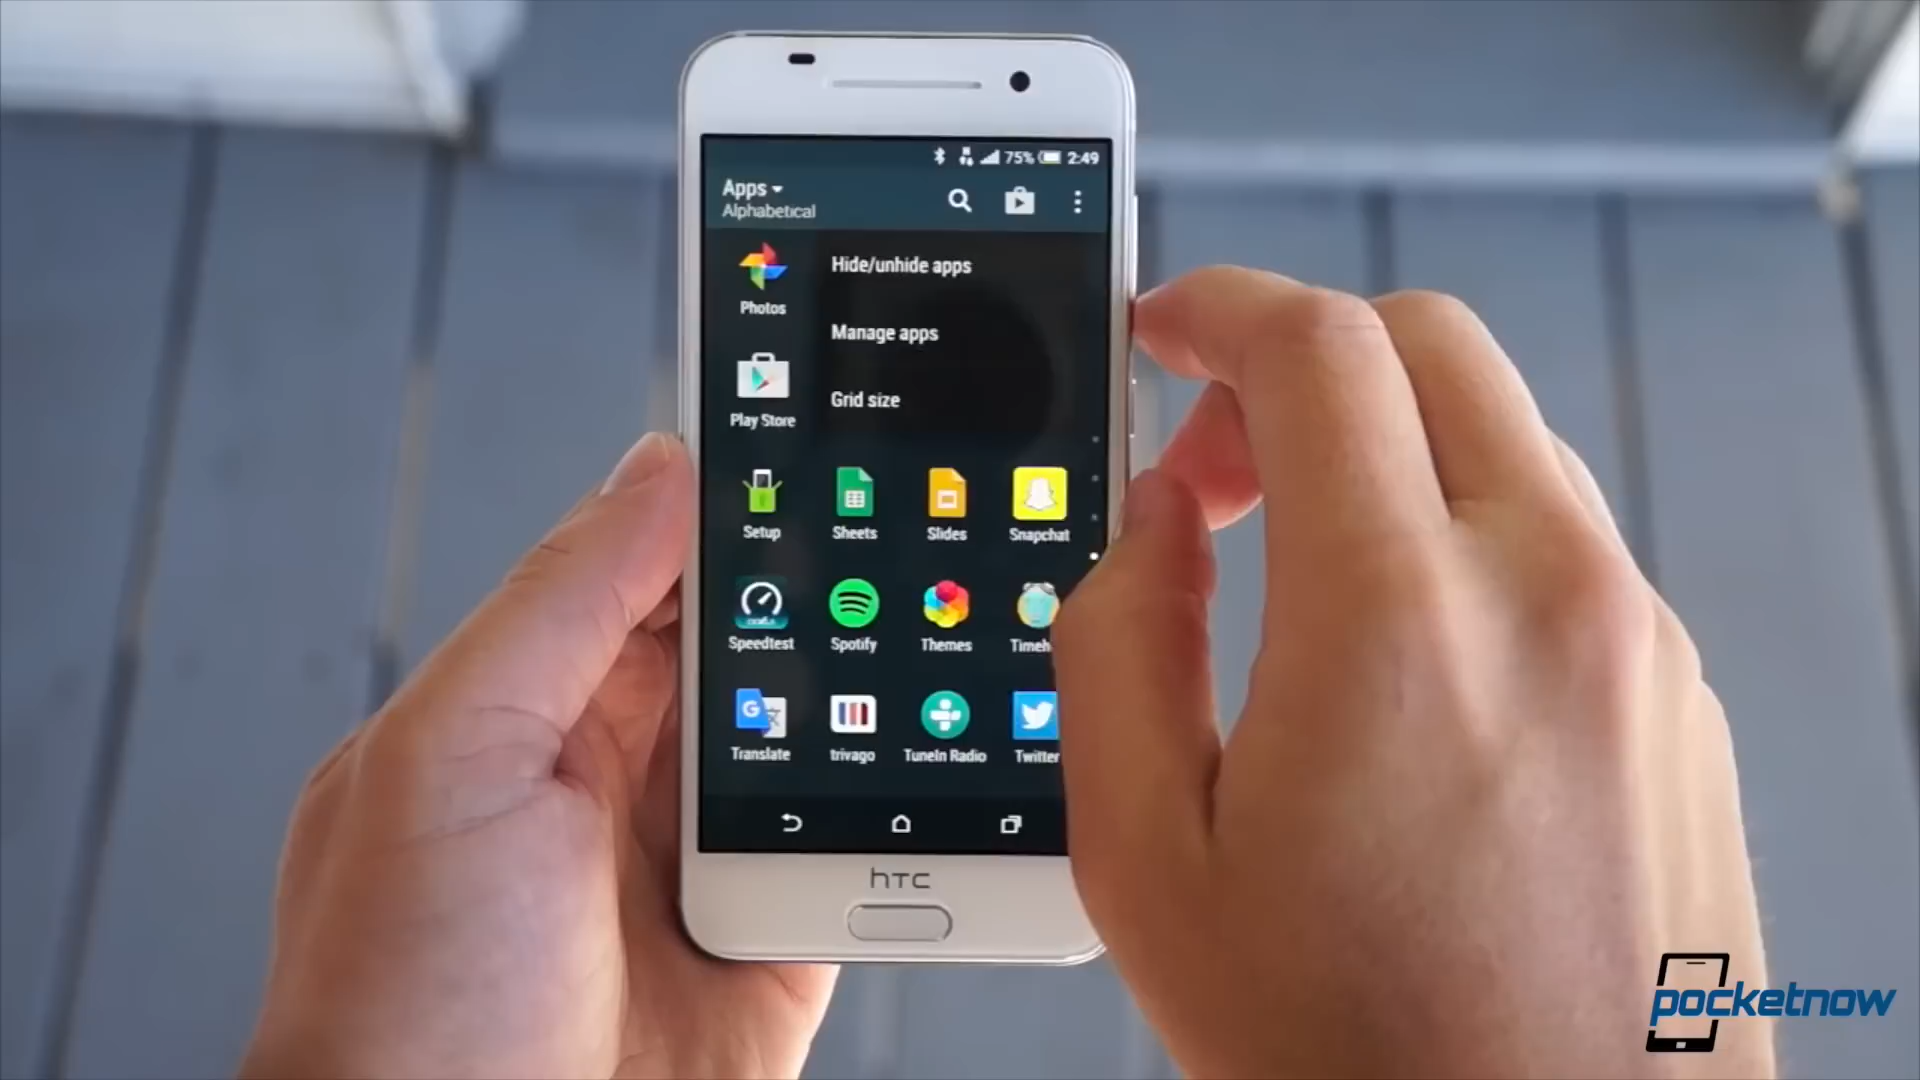 75% 2:49
Apps
Alphabetical
Hide/unhide apps
Photos
Manage apps
Play Store
Grid size
Setup Sheets Slides Snapchat
Speedtest Spotify Themes Timeh
Translate trivago TuneIn Radio Twitter
hTC
pocketnow